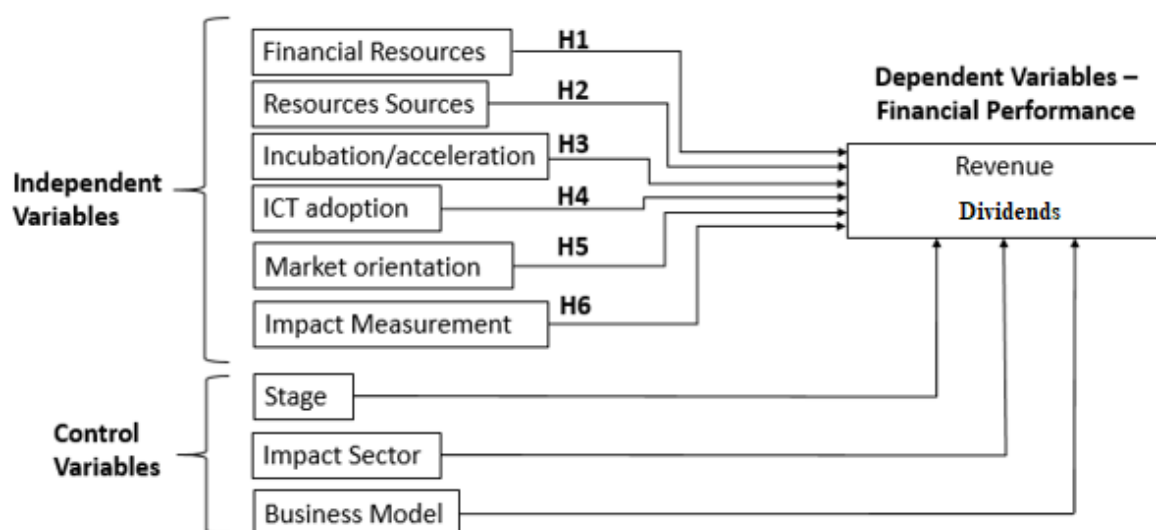 Independent
Variables
Financial Resources
H1
Resources Sources
H2
Incubation/acceleration
H3
ICT adoption
H4
Market orientation
H5
Impact Measurement
H6
Dependent Variables –
Financial Performance
Revenue
Dividends
Control
Variables
Stage
Impact Sector
Business Model